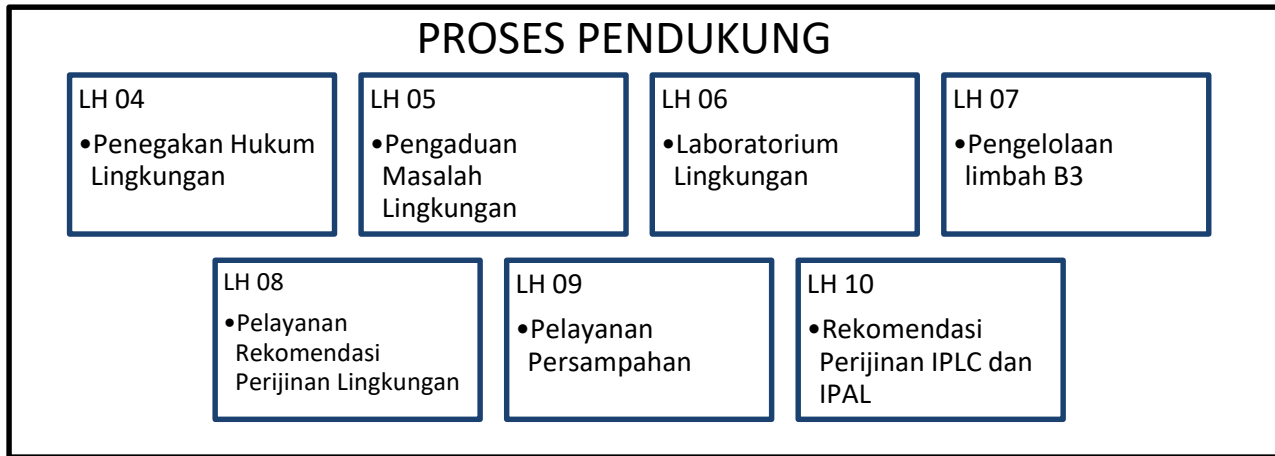 PROSES PENDUKUNG
LH 04
•Penegakan Hukum
Lingkungan
LH 05
•Pengaduan
Masalah
Lingkungan
LH 06
•Laboratorium
Lingkungan
LH 07
•Pengelolaan
limbah B3
LH 08
•Pelayanan
Rekomendasi
Perijinan Lingkungan
LH 09
•Pelayanan
Persampahan
LH 10
•Rekomendasi
Perijinan IPLC dan
IPAL